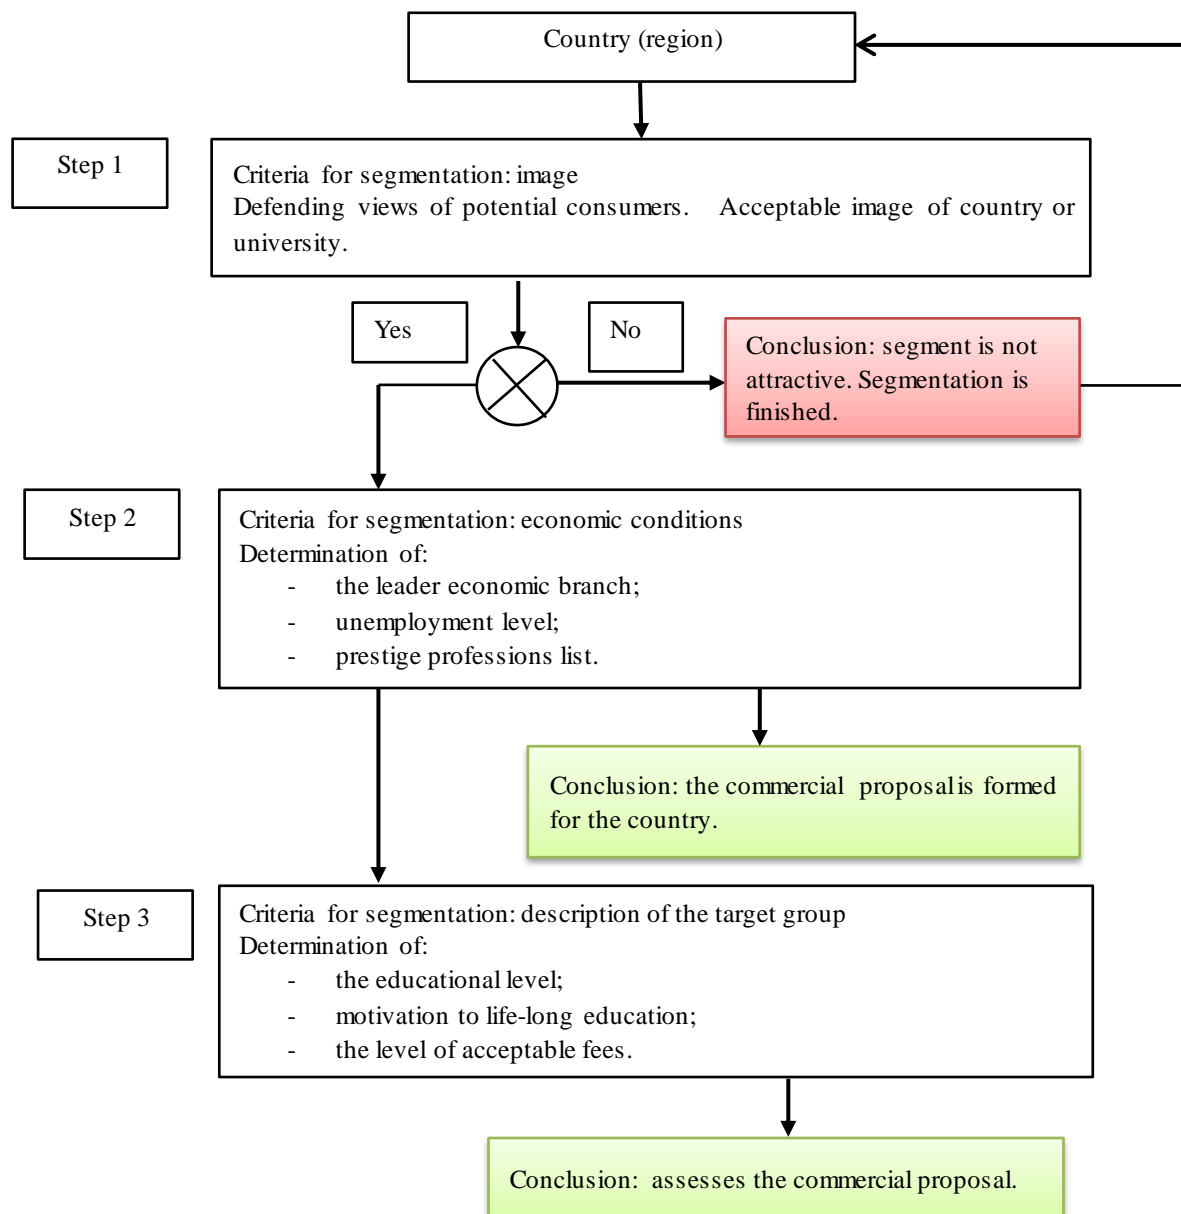 Country (region)
Step 1
Criteria for segmentation: image
Defending views of potential consumers. Acceptable image of country or
university.
Yes
No
Conclusion: segment is not
attractive. Segmentation is
finished.
Step 2
Criteria for segmentation: economic conditions
Determination of:
- the leader economic branch;
- unemployment level;
- prestige professions list.
Conclusion: the commercial proposal is formed
for the country.
Step 3
Criteria for segmentation: description of the target group
Determination of:
- the educational level;
- motivation to life-long education;
- the level of acceptable fees.
Conclusion: assesses the commercial proposal.